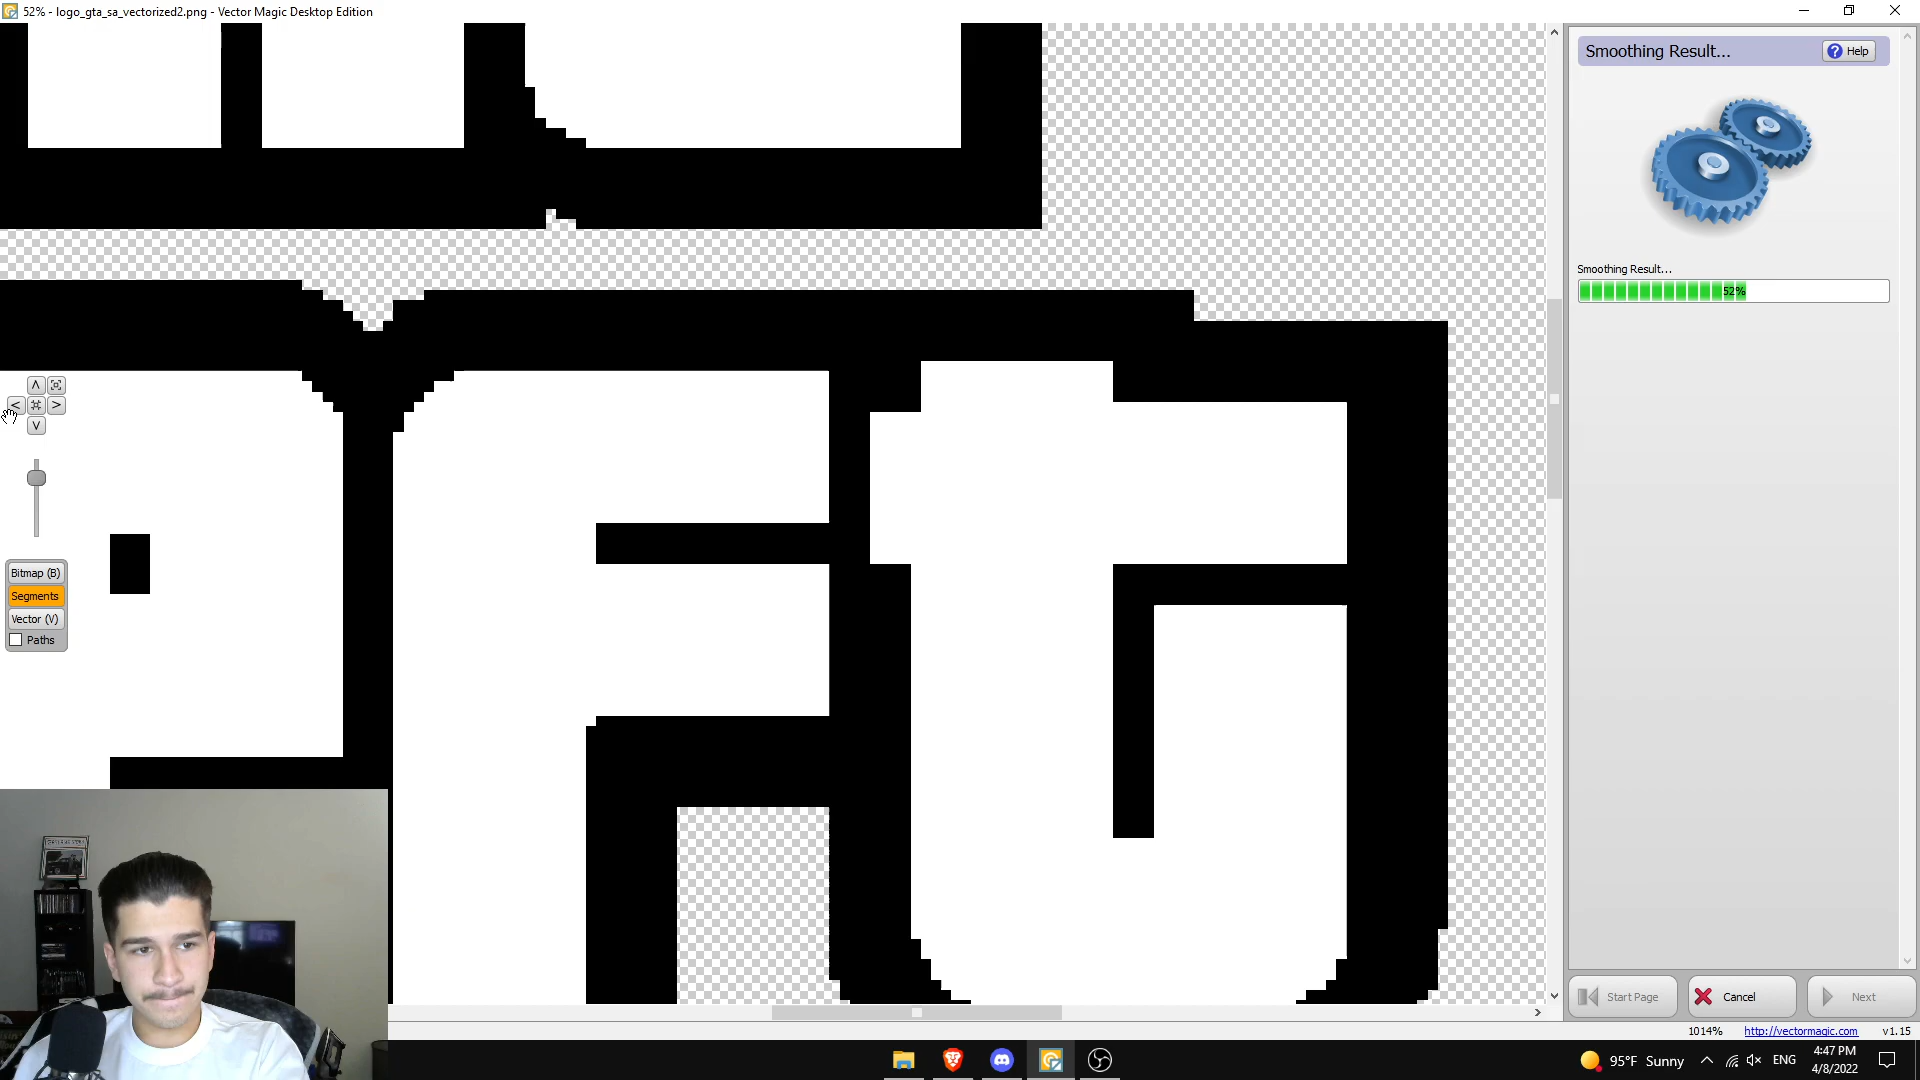 52% - logo_gta_sa_vectorized2.png - Vector Magic Desktop Edition
Smoothing Result...
Help
Smoothing Result...
52%
Bitmap (B)
Segments
Vector (V)
Paths
Start Page
Cancel
Next
1014%
http://vectormagic.com
v1.15
95°F Sunny
ENG
4:47 PM
4/8/2022